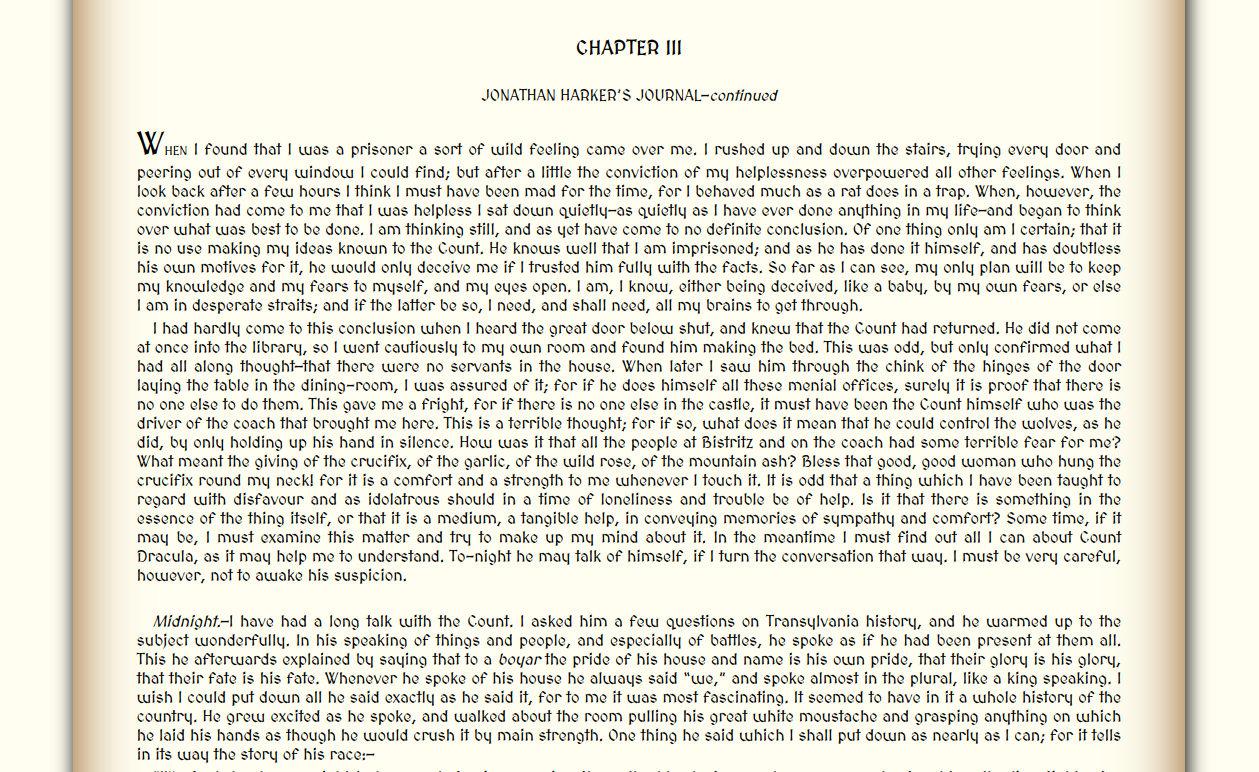 CHAPTER III
JONATHAN HARKER'S JOURNAL—continued
WHEN I found that I was a prisoner a sort of wild feeling came over me. I rushed up and down the stairs, trying every door and
peering out of every window I could find; but after a little the conviction of my helplessness overpowered all other feelings. When I
look back after a few hours I think I must have been mad for the time, for I behaved much as a rat does in a trap. When, however, the
conviction had come to me that I was helpless I sat down quietly—as quietly as I have ever done anything in my life—and began to think
over what was best to be done. I am thinking still, and as yet have come to no definite conclusion. Of one thing only am I certain; that it
is no use making my ideas known to the Count. He knows well that I am imprisoned; and as he has done it himself, and has doubtless
his own motives for it, he would only deceive me if I trusted him fully with the facts. So far as I can see, my only plan will be to keep
my knowledge and my fears to myself, and my eyes open. I am, I know, either being deceived, like a baby, by my own fears, or else
I am in desperate straits; and if the latter be so, I need, and shall need, all my brains to get through.
I had hardly come to this conclusion when I heard the great door below shut, and knew that the Count had returned. He did not come
at once into the library, so I went cautiously to my own room and found him making the bed. This was odd, but only confirmed what I
had all along thought—that there were no servants in the house. When later I saw him through the chink of the hinges of the door
laying the table in the dining-room, I was assured of it; for if he does himself all these menial offices, surely it is proof that there is
no one else to do them. This gave me a fright, for if there is no one else in the castle, it must have been the Count himself who was the
driver of the coach that brought me here. This is a terrible thought; for if so, what does it mean that he could control the wolves, as he
did, by only holding up his hand in silence. How was it that all the people at Bistritz and on the coach had some terrible fear for me?
What meant the giving of the crucifix, of the garlic, of the wild rose, of the mountain ash? Bless that good, good woman who hung the
crucifix round my neck! for it is a comfort and a strength to me whenever I touch it. It is odd that a thing which I have been taught to
regard with disfavour and as idolatrous should in a time of loneliness and trouble be of help. Is it that there is something in the
essence of the thing itself, or that it is a medium, a tangible help, in conveying memories of sympathy and comfort? Some time, if it
may be, I must examine this matter and try to make up my mind about it. In the meantime I must find out all I can about Count
Dracula, as it may help me to understand. To-night he may talk of himself, if I turn the conversation that way. I must be very careful,
however, not to awake his suspicion.
Midnight.—I have had a long talk with the Count. I asked him a few questions on Transylvania history, and he warmed up to the
subject wonderfully. In his speaking of things and people, and especially of battles, he spoke as if he had been present at them all.
This he afterwards explained by saying that to a boyar the pride of his house and name is his own pride, that their glory is his glory,
that their fate is his fate. Whenever he spoke of his house he always said "we," and spoke almost in the plural, like a king speaking. I
wish I could put down all he said exactly as he said it, for to me it was most fascinating. It seemed to have in it a whole history of the
country. He grew excited as he spoke, and walked about the room pulling his great white moustache and grasping anything on which
he laid his hands as though he would crush it by main strength. One thing he said which I shall put down as nearly as I can; for it tells
in its way the story of his race:—